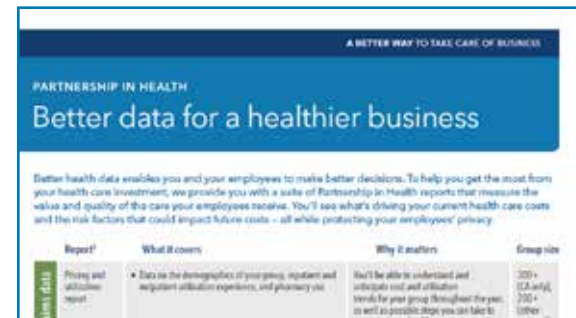 A BETTER WAY TO TAKE CARE OF BUSINESS
PARTNERSHIP IN HEALTH
Better data for a healthier business
Better health data enables you and your employees to make better decisions. To help you get the most from
your health care investment, we provide you with a suite of Partnership in Health reports that measure the
value and quality of the care your employees receive. You'll see what's driving your current health care costs
and the risk factors that could impact future costs – all while protecting your employees' privacy.
Report¹ What it covers Why it matters Group size
Pricing and • Data on the demographics of your group, inpatient and You'll be able to understand and 300+
utilization outpatient utilization experience, and pharmacy use anticipate cost and utilization (CA only),
report trends for your group throughout the year, 200+
as well as possible steps you can take to (other
ims data